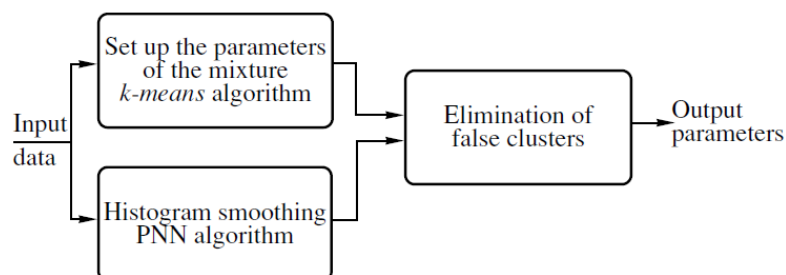 Input
data
Set up the parameters
of the mixture
k-means algorithm
Histogram smoothing
PNN algorithm
Elimination of
false clusters
Output
parameters